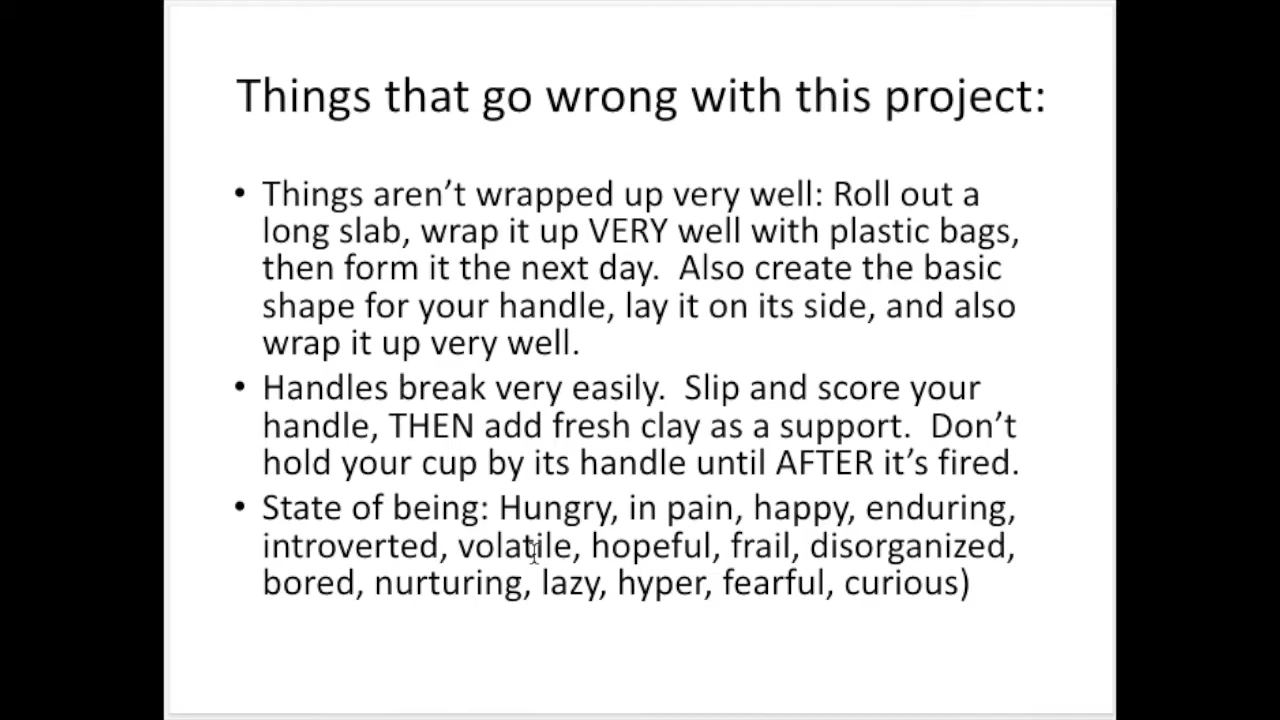 Things that go wrong with this project:
• Things aren’t wrapped up very well: Roll out a
long slab, wrap it up VERY well with plastic bags,
then form it the next day.  Also create the basic
shape for your handle, lay it on its side, and also
wrap it up very well.
• Handles break very easily.  Slip and score your
handle, THEN add fresh clay as a support.  Don’t
hold your cup by its handle until AFTER it’s fired.
• State of being: Hungry, in pain, happy, enduring,
introverted, volatile, hopeful, frail, disorganized,
bored, nurturing, lazy, hyper, fearful, curious)